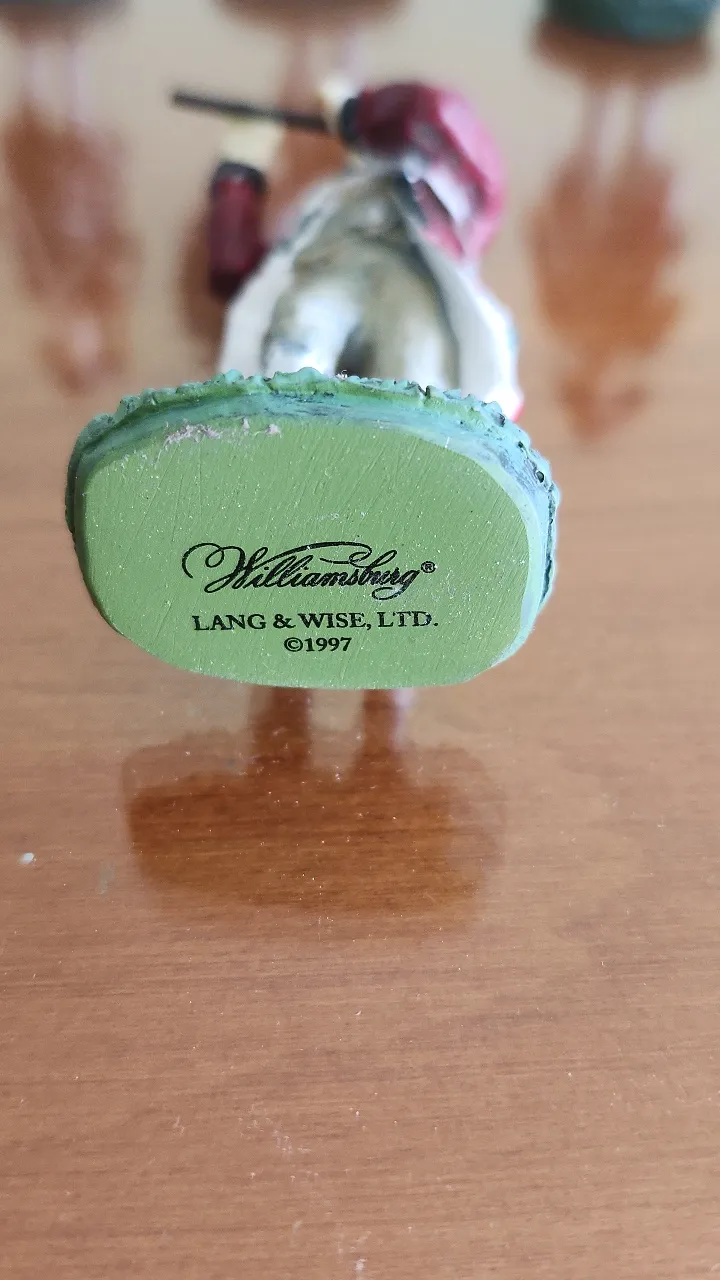 Williamsburg®
LANG & WISE, LTD.
©1997